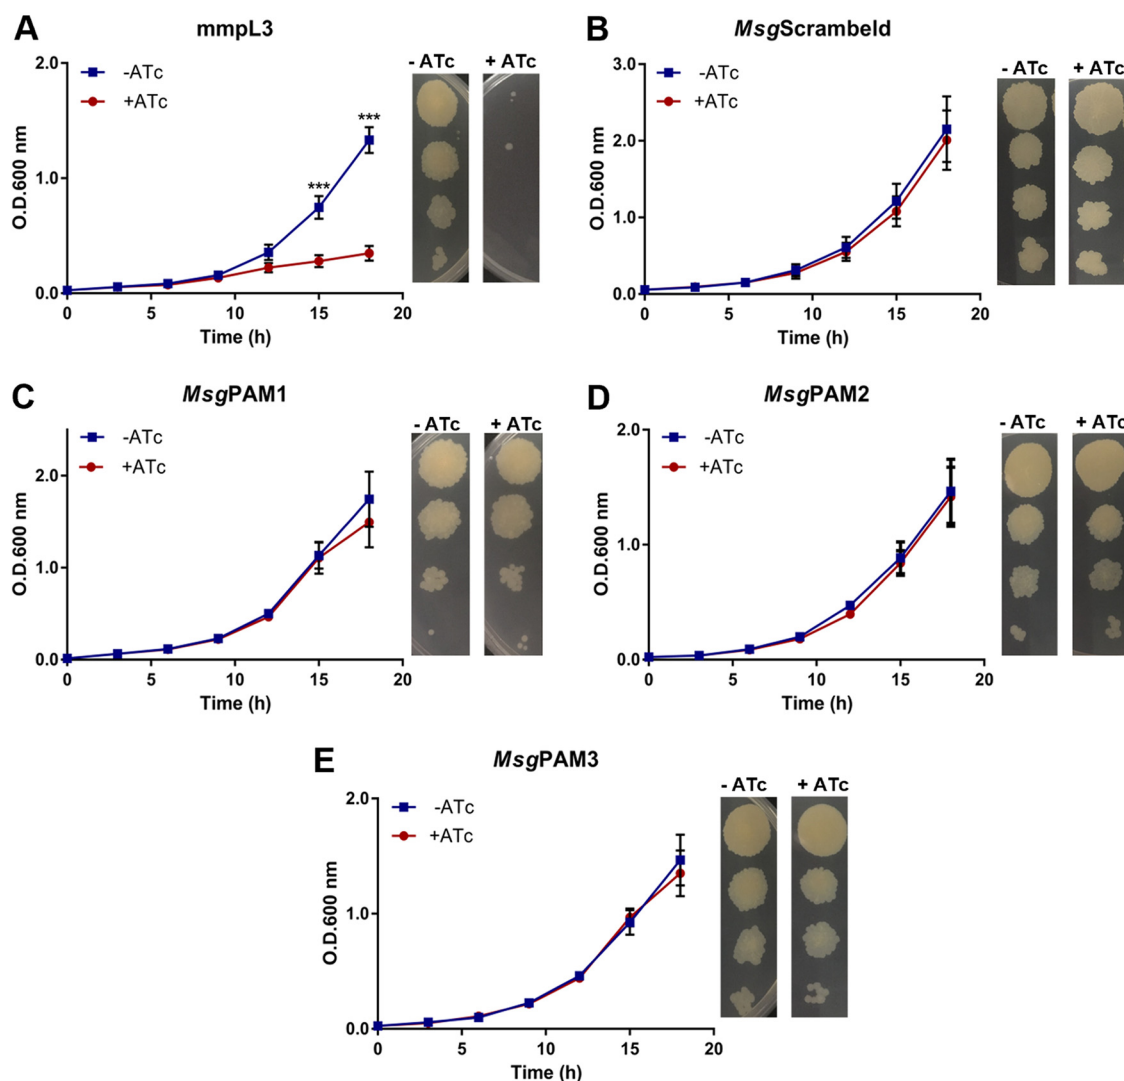 A
mmpL3
- ATc + ATc
2.0
-ATc
+ATc
***
***
1.0
O.D.600 nm
0.0
0 5 10 15 20
Time (h)
B
MsgScrambeld
- ATc + ATc
3.0
-ATc
+ATc
2.0
O.D.600 nm
1.0
0.0
0 5 10 15 20
Time (h)
C
MsgPAM1
- ATc + ATc
-ATc
+ATc
2.0
O.D.600 nm
1.0
0.0
0 5 10 15 20
Time (h)
D
MsgPAM2
- ATc + ATc
2.0
-ATc
+ATc
O.D.600 nm
1.0
0.0
0 5 10 15 20
Time (h)
E
MsgPAM3
- ATc + ATc
2.0
-ATc
+ATc
O.D.600 nm
1.0
0.0
0 5 10 15 20
Time (h)